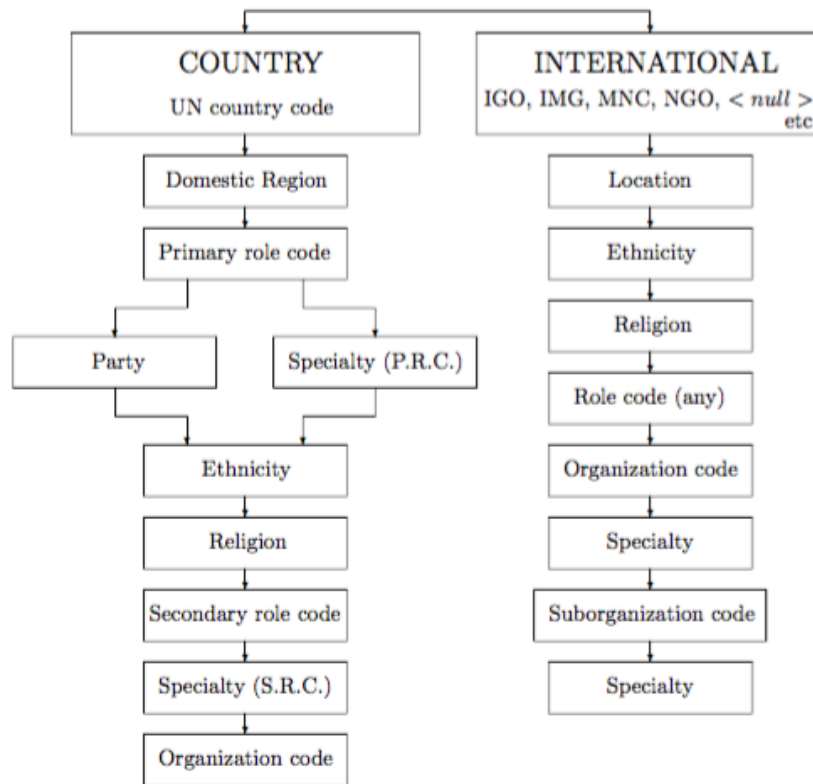 COUNTRY
UN country code
Domestic Region
Primary role code
Party
Specialty (P.R.C.)
Ethnicity
Religion
Secondary role code
Specialty (S.R.C.)
Organization code
INTERNATIONAL
IGO, IMG, MNC, NGO, < null >
etc
Location
Ethnicity
Religion
Role code (any)
Organization code
Specialty
Suborganization code
Specialty